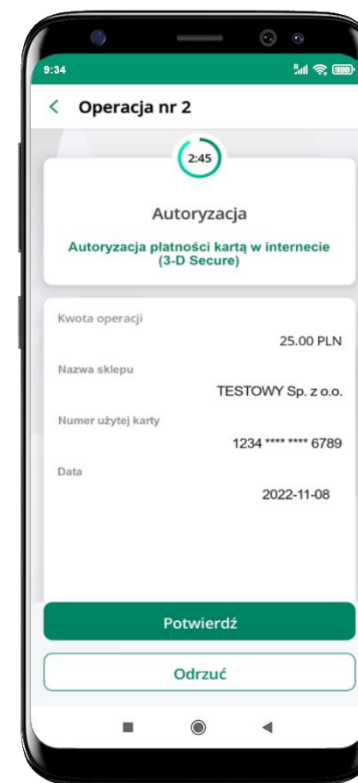 9:34
Operacja nr 2
2:45
Autoryzacja
Autoryzacja płatności kartą w internecie
(3-D Secure)
Kwota operacji
25.00 PLN
Nazwa sklepu
TESTOWY Sp. z o.o.
Numer użytej karty
1234 **** **** 6789
Data
2022-11-08
Potwierdź
Odrzuć